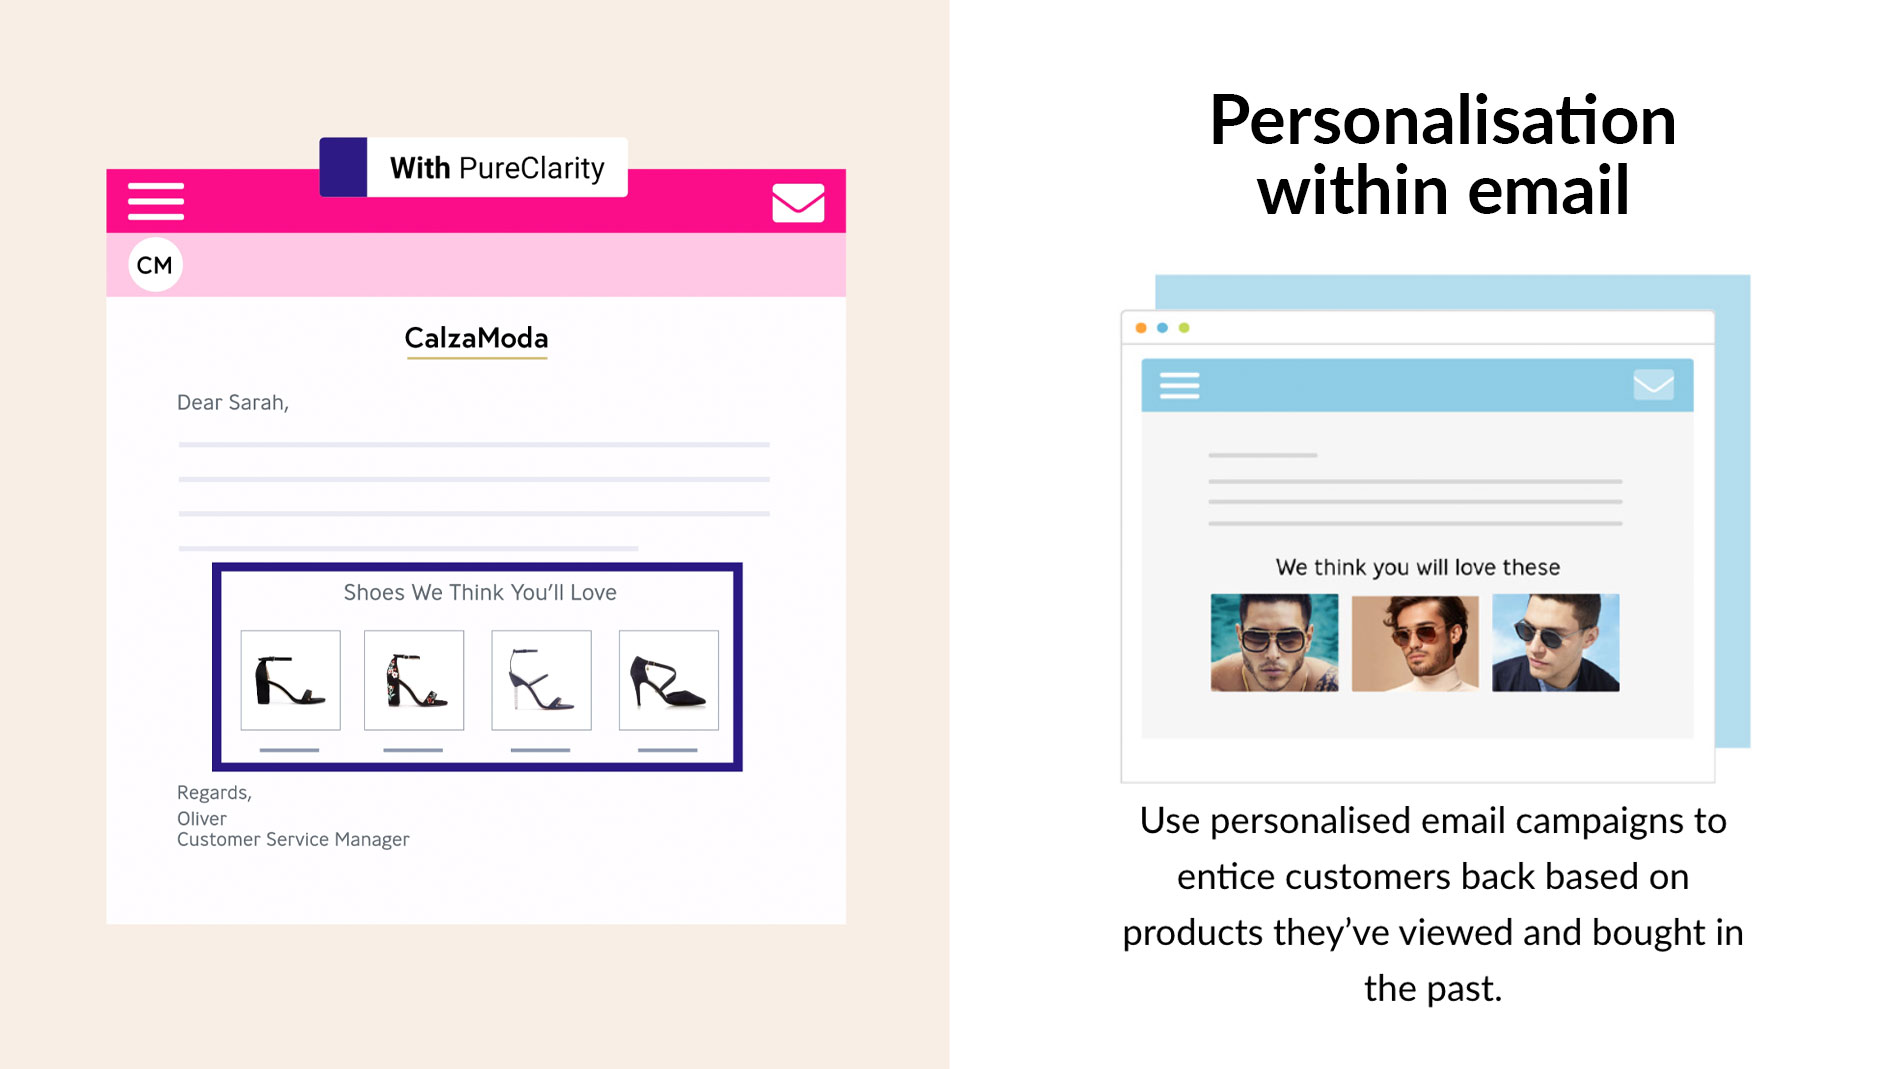 With PureClarity
CM
CalzaModa
Dear Sarah,
Shoes We Think You'll Love
Regards,
Oliver
Customer Service Manager
Personalisation
within email
We think you will love these
Use personalised email campaigns to
entice customers back based on
products they’ve viewed and bought in
the past.